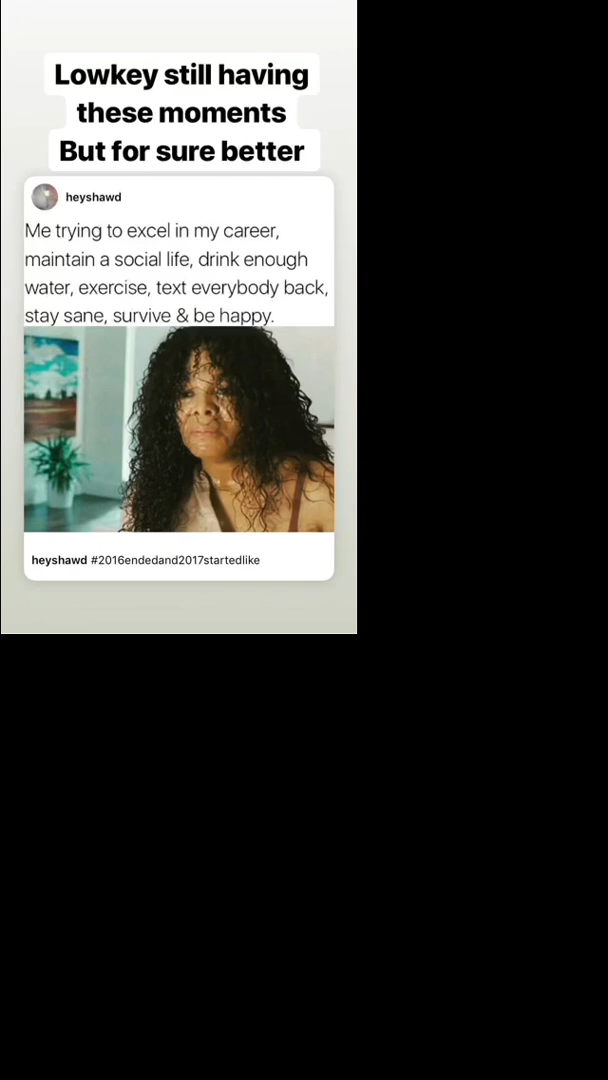 Lowkey still having
these moments
But for sure better
heyshawd
Me trying to excel in my career,
maintain a social life, drink enough
water, exercise, text everybody back,
stay sane, survive & be happy.
heyshawd #2016endedand2017startedlike